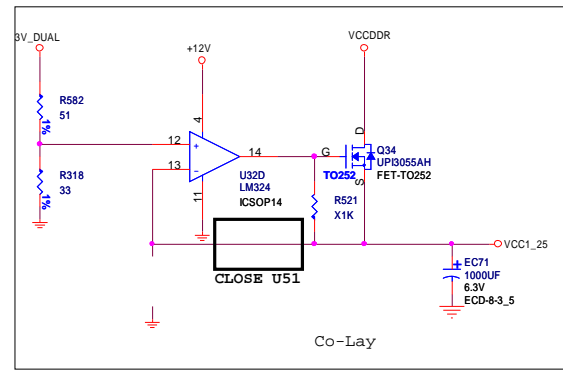 3V_DUAL
+12V
VCCDDR
R582
51
1%
R318
33
1%
12
13
+
-
4
11
14
U32D
LM324
ICSOP14
G
D
S
TO252
Q34
UPI3055AH
FET-TO252
R521
X1K
CLOSE U51
VCC1_25
+
EC71
1000UF
6.3V
ECD-8-3_5
Co-Lay